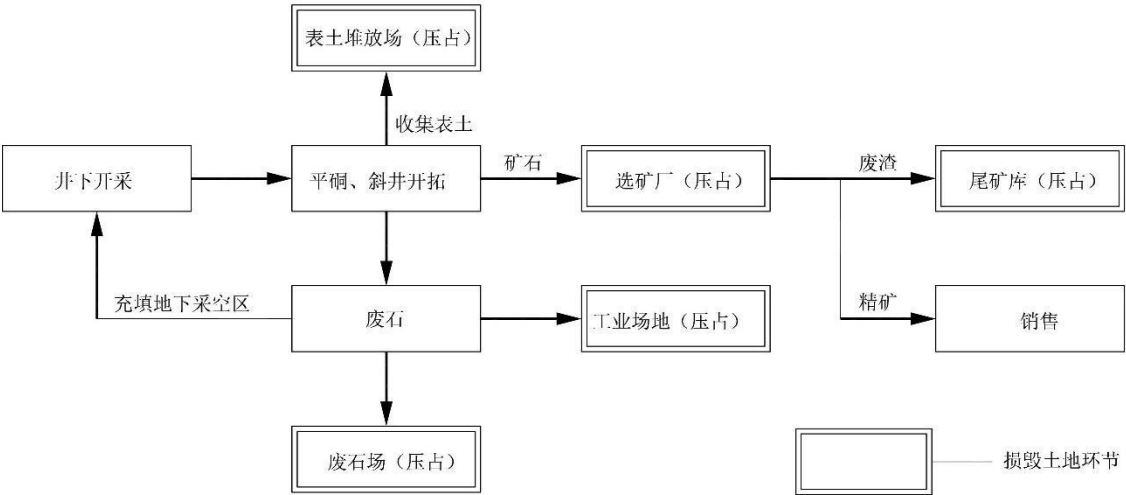 表土堆放场（压占）
收集表土
井下开采
平硐、斜井开拓
矿石
选矿厂（压占）
废渣
尾矿库（压占）
充填地下采空区
废石
工业场地（压占）
精矿
销售
废石场（压占）
损毁土地环节